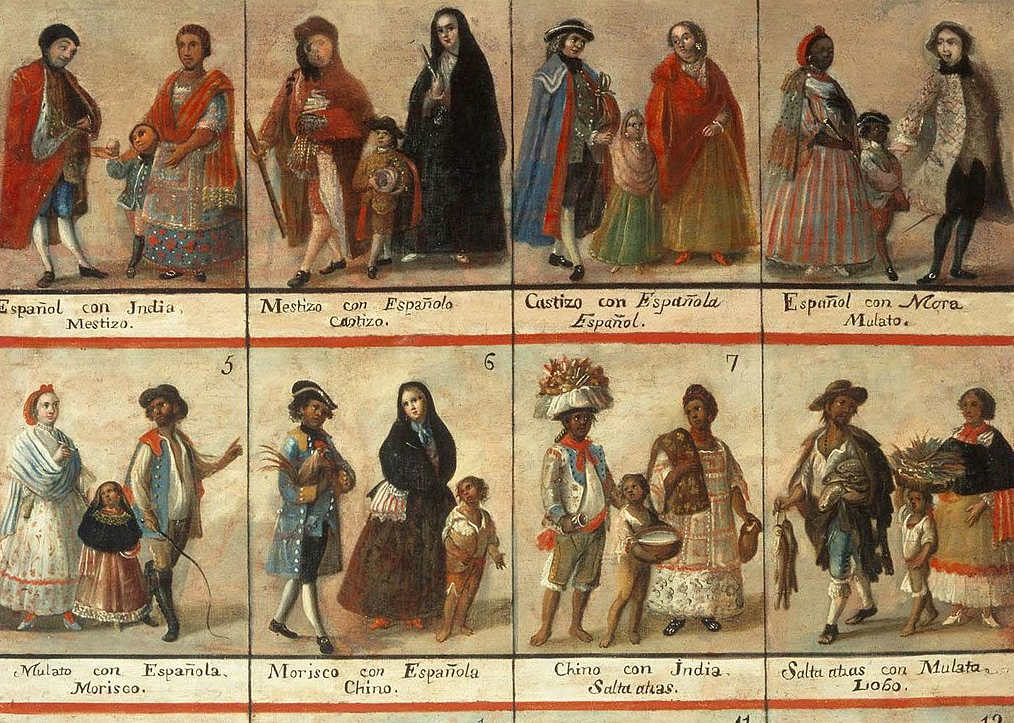 Español con India,
Mestizo.
Mestizo con Español​o
Castizo.
Castizo con Española
Español.
Español con Mora
Mulato.
5
6
7
Mulato con Española,
Morisco.
Morisco con Española
Chino.
Chino con India
Salta atras.
Salta atras con Mulata,
Lobo.
11
12